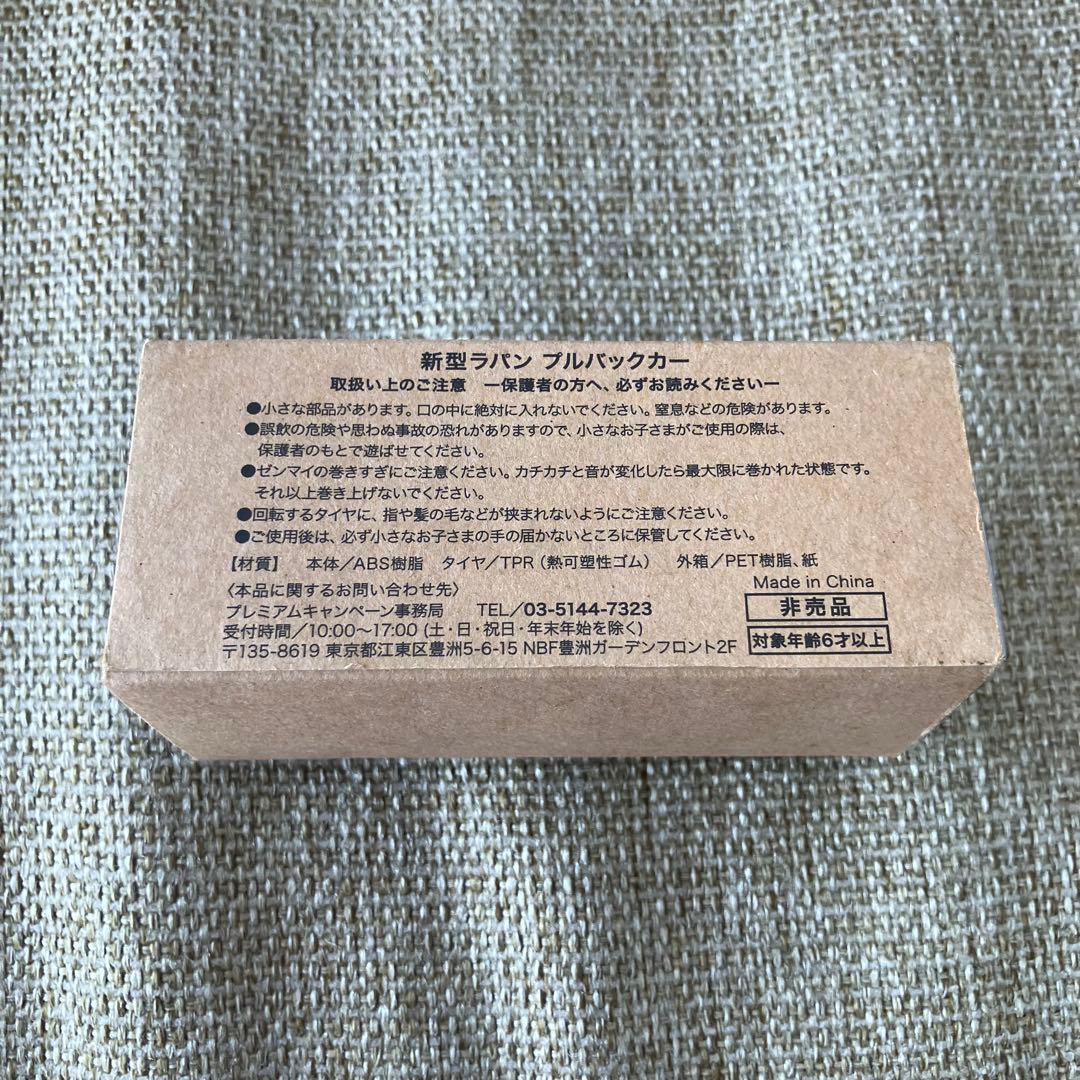 新型ラパン プルバックカー
取扱い上のご注意 ー保護者の方へ、必ずお読みくださいー
●小さな部品があります。口の中に絶対に入れないでください。窒息などの危険があります。
●誤飲の危険や思わぬ事故の恐れがありますので、小さなお子さまがご使用の際は、
保護者のもとで遊ばせてください。
●ゼンマイの巻きすぎにご注意ください。カチカチと音が変化したら最大限に巻かれた状態です。
それ以上巻き上げないでください。
●回転するタイヤに、指や髪の毛などが挟まれないようにご注意ください。
●ご使用後は、必ず小さなお子さまの手の届かないところに保管してください。
【材質】 本体/ABS樹脂 タイヤ/TPR(熱可塑性ゴム) 外箱/PET樹脂、紙
〈本品に関するお問い合わせ先〉
Made in China
プレミアムキャンペーン事務局 TEL/03-5144-7323
非売品
受付時間/10:00〜17:00(土・日・祝日・年末年始を除く)
〒135-8619 東京都江東区豊洲5-6-15 NBF豊洲ガーデンフロント2F
対象年齢6才以上